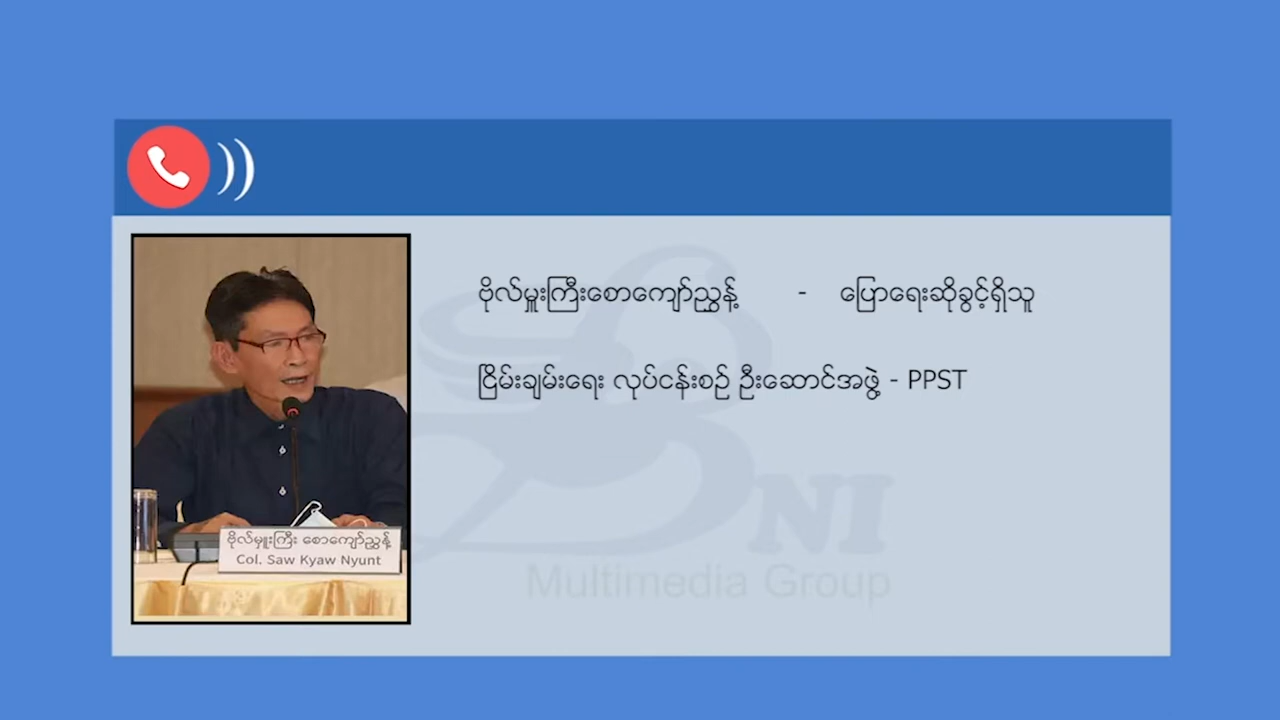 ဗိုလ်မှူးကြီးစောကျော်ညွှန့် - ပြောရေးဆိုခွင့်ရှိသူ
ငြိမ်းချမ်းရေး လုပ်ငန်းစဉ် ဦးဆောင်အဖွဲ့ - PPST
ဗိုလ်မှူးကြီး စောကျော်ညွှန့်
Col. Saw Kyaw Nyunt
BNI
Multimedia Group